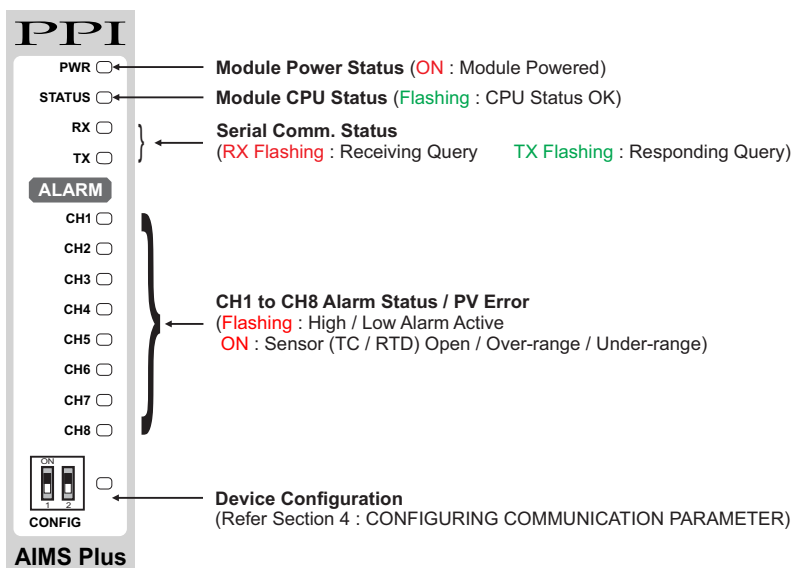 PPI
PWR
Module Power Status (ON : Module Powered)
STATUS
Module CPU Status (Flashing : CPU Status OK)
RX
TX
Serial Comm. Status
(RX Flashing : Receiving Query TX Flashing : Responding Query)
ALARM
CH1
CH2
CH3
CH4
CH5
CH6
CH7
CH8
CH1 to CH8 Alarm Status / PV Error
(Flashing : High / Low Alarm Active
ON : Sensor (TC / RTD) Open / Over-range / Under-range)
ON
1 2
CONFIG
Device Configuration
(Refer Section 4 : CONFIGURING COMMUNICATION PARAMETER)
AIMS Plus